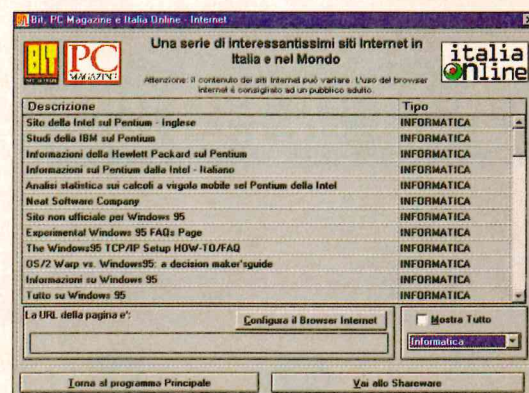 Bit, PC Magazine e Italia Online - Internet
BIT
PC
MAGAZINE
Una serie di interessantissimi siti Internet in
Italia e nel Mondo
Attenzione: il contenuto dei siti Internet può variare. L'uso del browser
internet è consigliato ad un pubblico adulto.
italia
Online
Descrizione Tipo
Sito della Intel sul Pentium - Inglese INFORMATICA
Studi della IBM sul Pentium INFORMATICA
Informazioni della Hewlett Packard sul Pentium INFORMATICA
Informazioni sul Pentium dalla Intel - Italiano INFORMATICA
Analisi statistica sui calcoli a virgola mobile sel Pentium della Intel INFORMATICA
Neat Software Company INFORMATICA
Sito non ufficiale per Windows 95 INFORMATICA
Experimental Windows 95 FAQs Page INFORMATICA
The Windows95 TCP/IP Setup HOW-TO/FAQ INFORMATICA
OS/2 Warp vs. Windows95: a decision maker'sguide INFORMATICA
Informazioni su Windows 95 INFORMATICA
Tutto su Windows 95 INFORMATICA
La URL della pagina e': Configura il Browser Internet Mostra Tutto
Informatica
Torna al programma Principale Vai allo Shareware